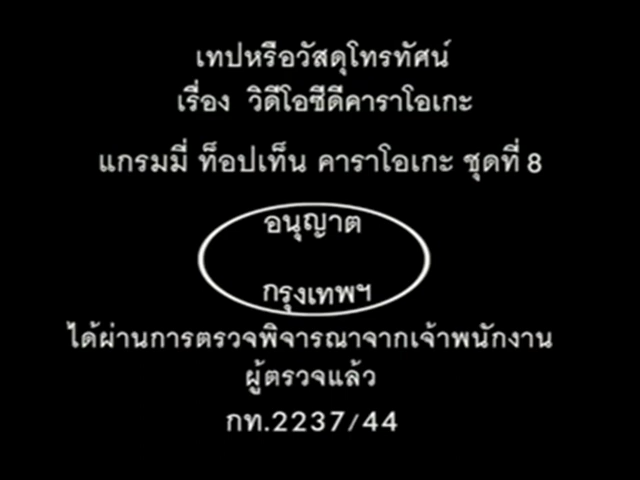 เทปหรือวัสดุโทรทัศน์
เรื่อง วิดีโอซีดีคาราโอเกะ
แกรมมี่ ท็อปเท็น คาราโอเกะ ชุดที่ 8
อนุญาต
กรุงเทพฯ
ได้ผ่านการตรวจพิจารณาจากเจ้าพนักงาน
ผู้ตรวจแล้ว
กท.2237/44